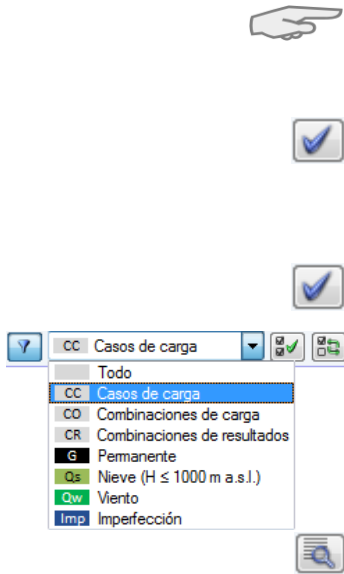 CC Casos de carga
Todo
CC Casos de carga
CO Combinaciones de carga
CR Combinaciones de resultados
G Permanente
Qs Nieve (H ≤ 1000 m a.s.l.)
Qw Viento
Imp Imperfección